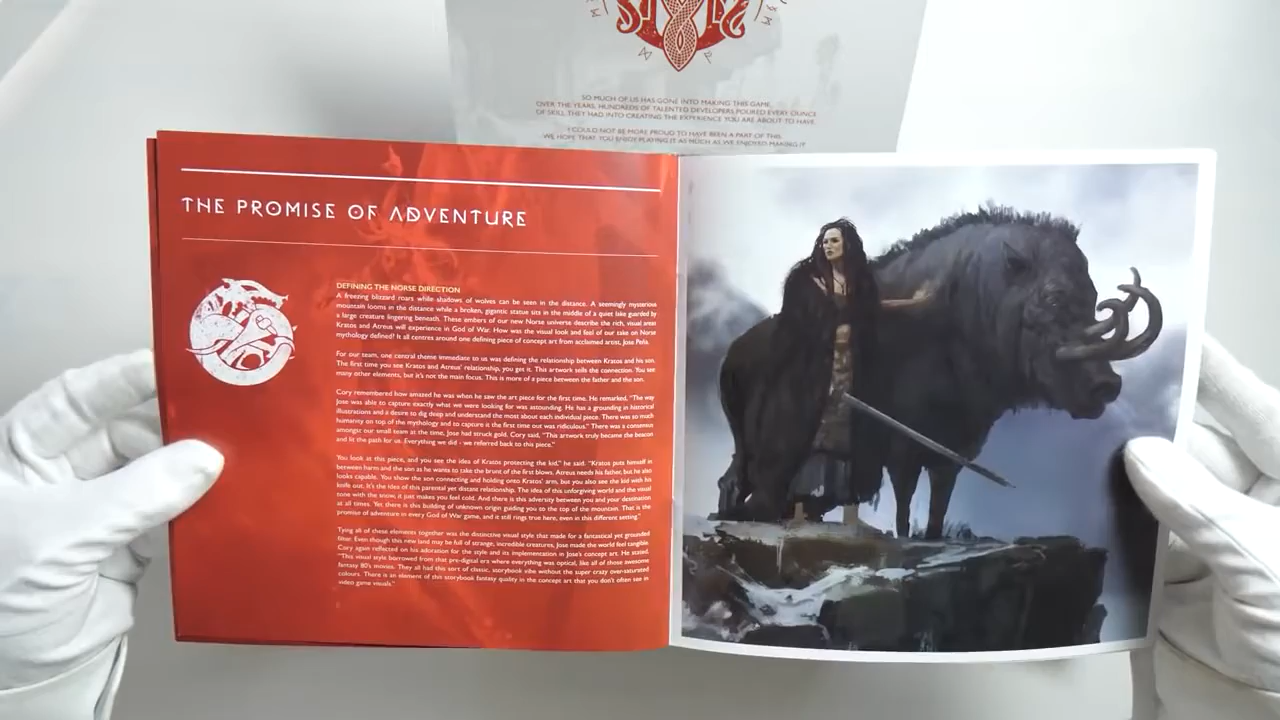 SO MUCH OF US HAS GONE INTO MAKING THIS GAME.
OVER THE YEARS, HUNDREDS OF TALENTED DEVELOPERS POURED EVERY OUNCE
OF SKILL THEY HAD INTO CREATING THE EXPERIENCE YOU ARE ABOUT TO HAVE.
I COULD NOT BE MORE PROUD TO HAVE BEEN A PART OF THIS.
WE HOPE THAT YOU ENJOY PLAYING IT AS MUCH AS WE ENJOYED MAKING IT
THE PROMISE OF ADVENTURE
DEFINING THE NORSE DIRECTION
A freezing blizzard roars while shadows of wolves can be seen in the distance. A seemingly mysterious
mountain looms in the distance while a broken, gigantic statue sits in the middle of a quiet lake guarded by
a large creature lingering beneath. These embers of our new Norse universe describe the rich, visual areas
Kratos and Atreus will experience in God of War. How was the visual look and feel of our take on Norse
mythology defined? It all centres around one defining piece of concept art from acclaimed artist, Jose Peña.
For our team, one central theme immediate to us was defining the relationship between Kratos and his son.
The first time you see Kratos and Atreus' relationship, you get it. This artwork sells the connection. You see
many other elements, but it's not the main focus. This is more of a piece between the father and the son.
Cory remembered how amazed he was when he saw the art piece for the first time. He remarked, "The way
Jose was able to capture exactly what we were looking for was astounding. He has a grounding in historical
illustrations and a desire to dig deep and understand the most about each individual piece. There was so much
humanity on top of the mythology and to capture it the first time out was ridiculous." There was a consensus
amongst our small team at the time, Jose had struck gold. Cory said, "This artwork truly became the beacon
and lit the path for us. Everything we did - we referred back to this piece."
"You look at this piece, and you see the idea of Kratos protecting the kid," he said. "Kratos puts himself in
between harm and the son as he wants to take the brunt of the first blows. Atreus needs his father, but he also
looks capable. You show the son connecting and holding onto Kratos' arm, but you also see the kid with his
knife out. It's the idea of this parental yet distant relationship. The idea of this unforgiving world and the visual
tone with the snow, it just makes you feel cold. And there is this adversity between you and your destination
at all times. Yet there is this building of unknown origin guiding you to the top of the mountain. That is the
promise of adventure in every God of War game, and it still rings true here, even in this different setting."
Tying all of these elements together was the distinctive visual style that made for a fantastical yet grounded
filter. Even though this new land may be full of strange, incredible creatures, Jose made the world feel tangible.
Cory again reflected on his adoration for the style and its implementation in Jose's concept art. He stated,
"This visual style borrowed from that pre-digital era where everything was optical, like all of those awesome
fantasy 80's movies. They all had this sort of classic, storybook vibe without the super crazy over-saturated
colours. There is an element of this storybook fantasy quality in the concept art that you don't often see in
video game visuals."